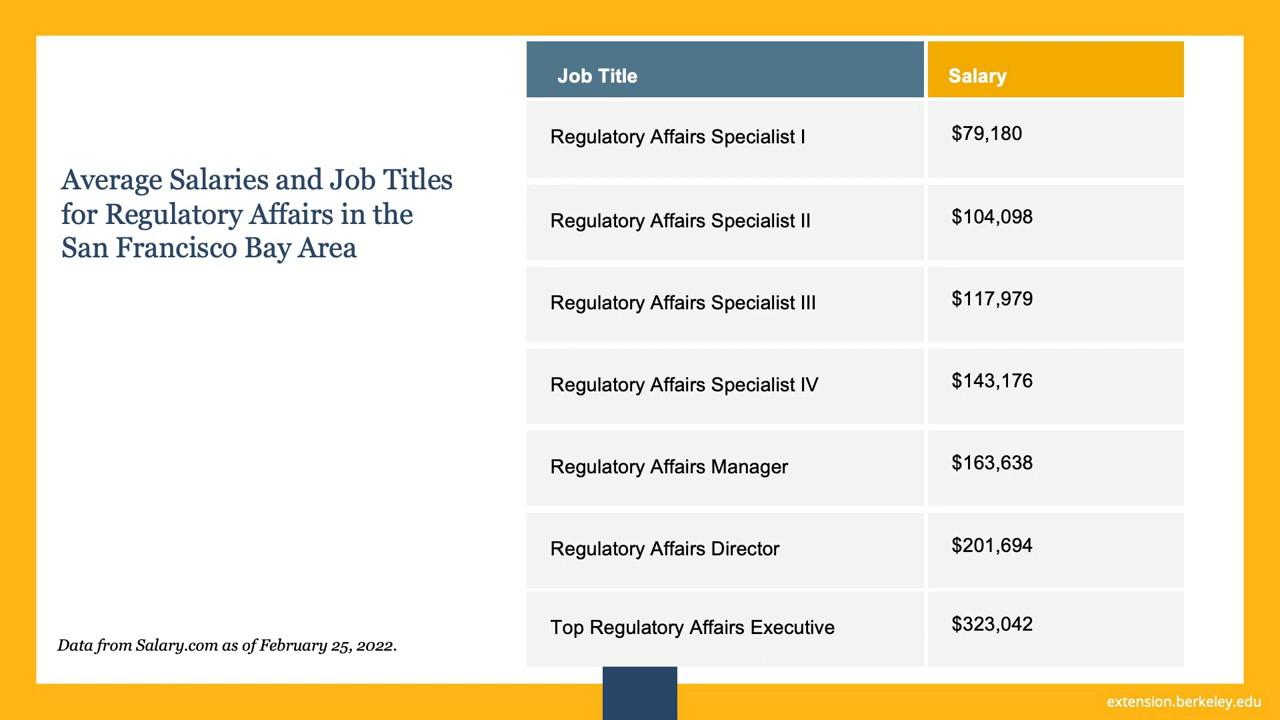 Average Salaries and Job Titles
for Regulatory Affairs in the
San Francisco Bay Area
Job Title Salary
Regulatory Affairs Specialist I $79,180
Regulatory Affairs Specialist II $104,098
Regulatory Affairs Specialist III $117,979
Regulatory Affairs Specialist IV $143,176
Regulatory Affairs Manager $163,638
Regulatory Affairs Director $201,694
Top Regulatory Affairs Executive $323,042
Data from Salary.com as of February 25, 2022.
extension.berkeley.edu